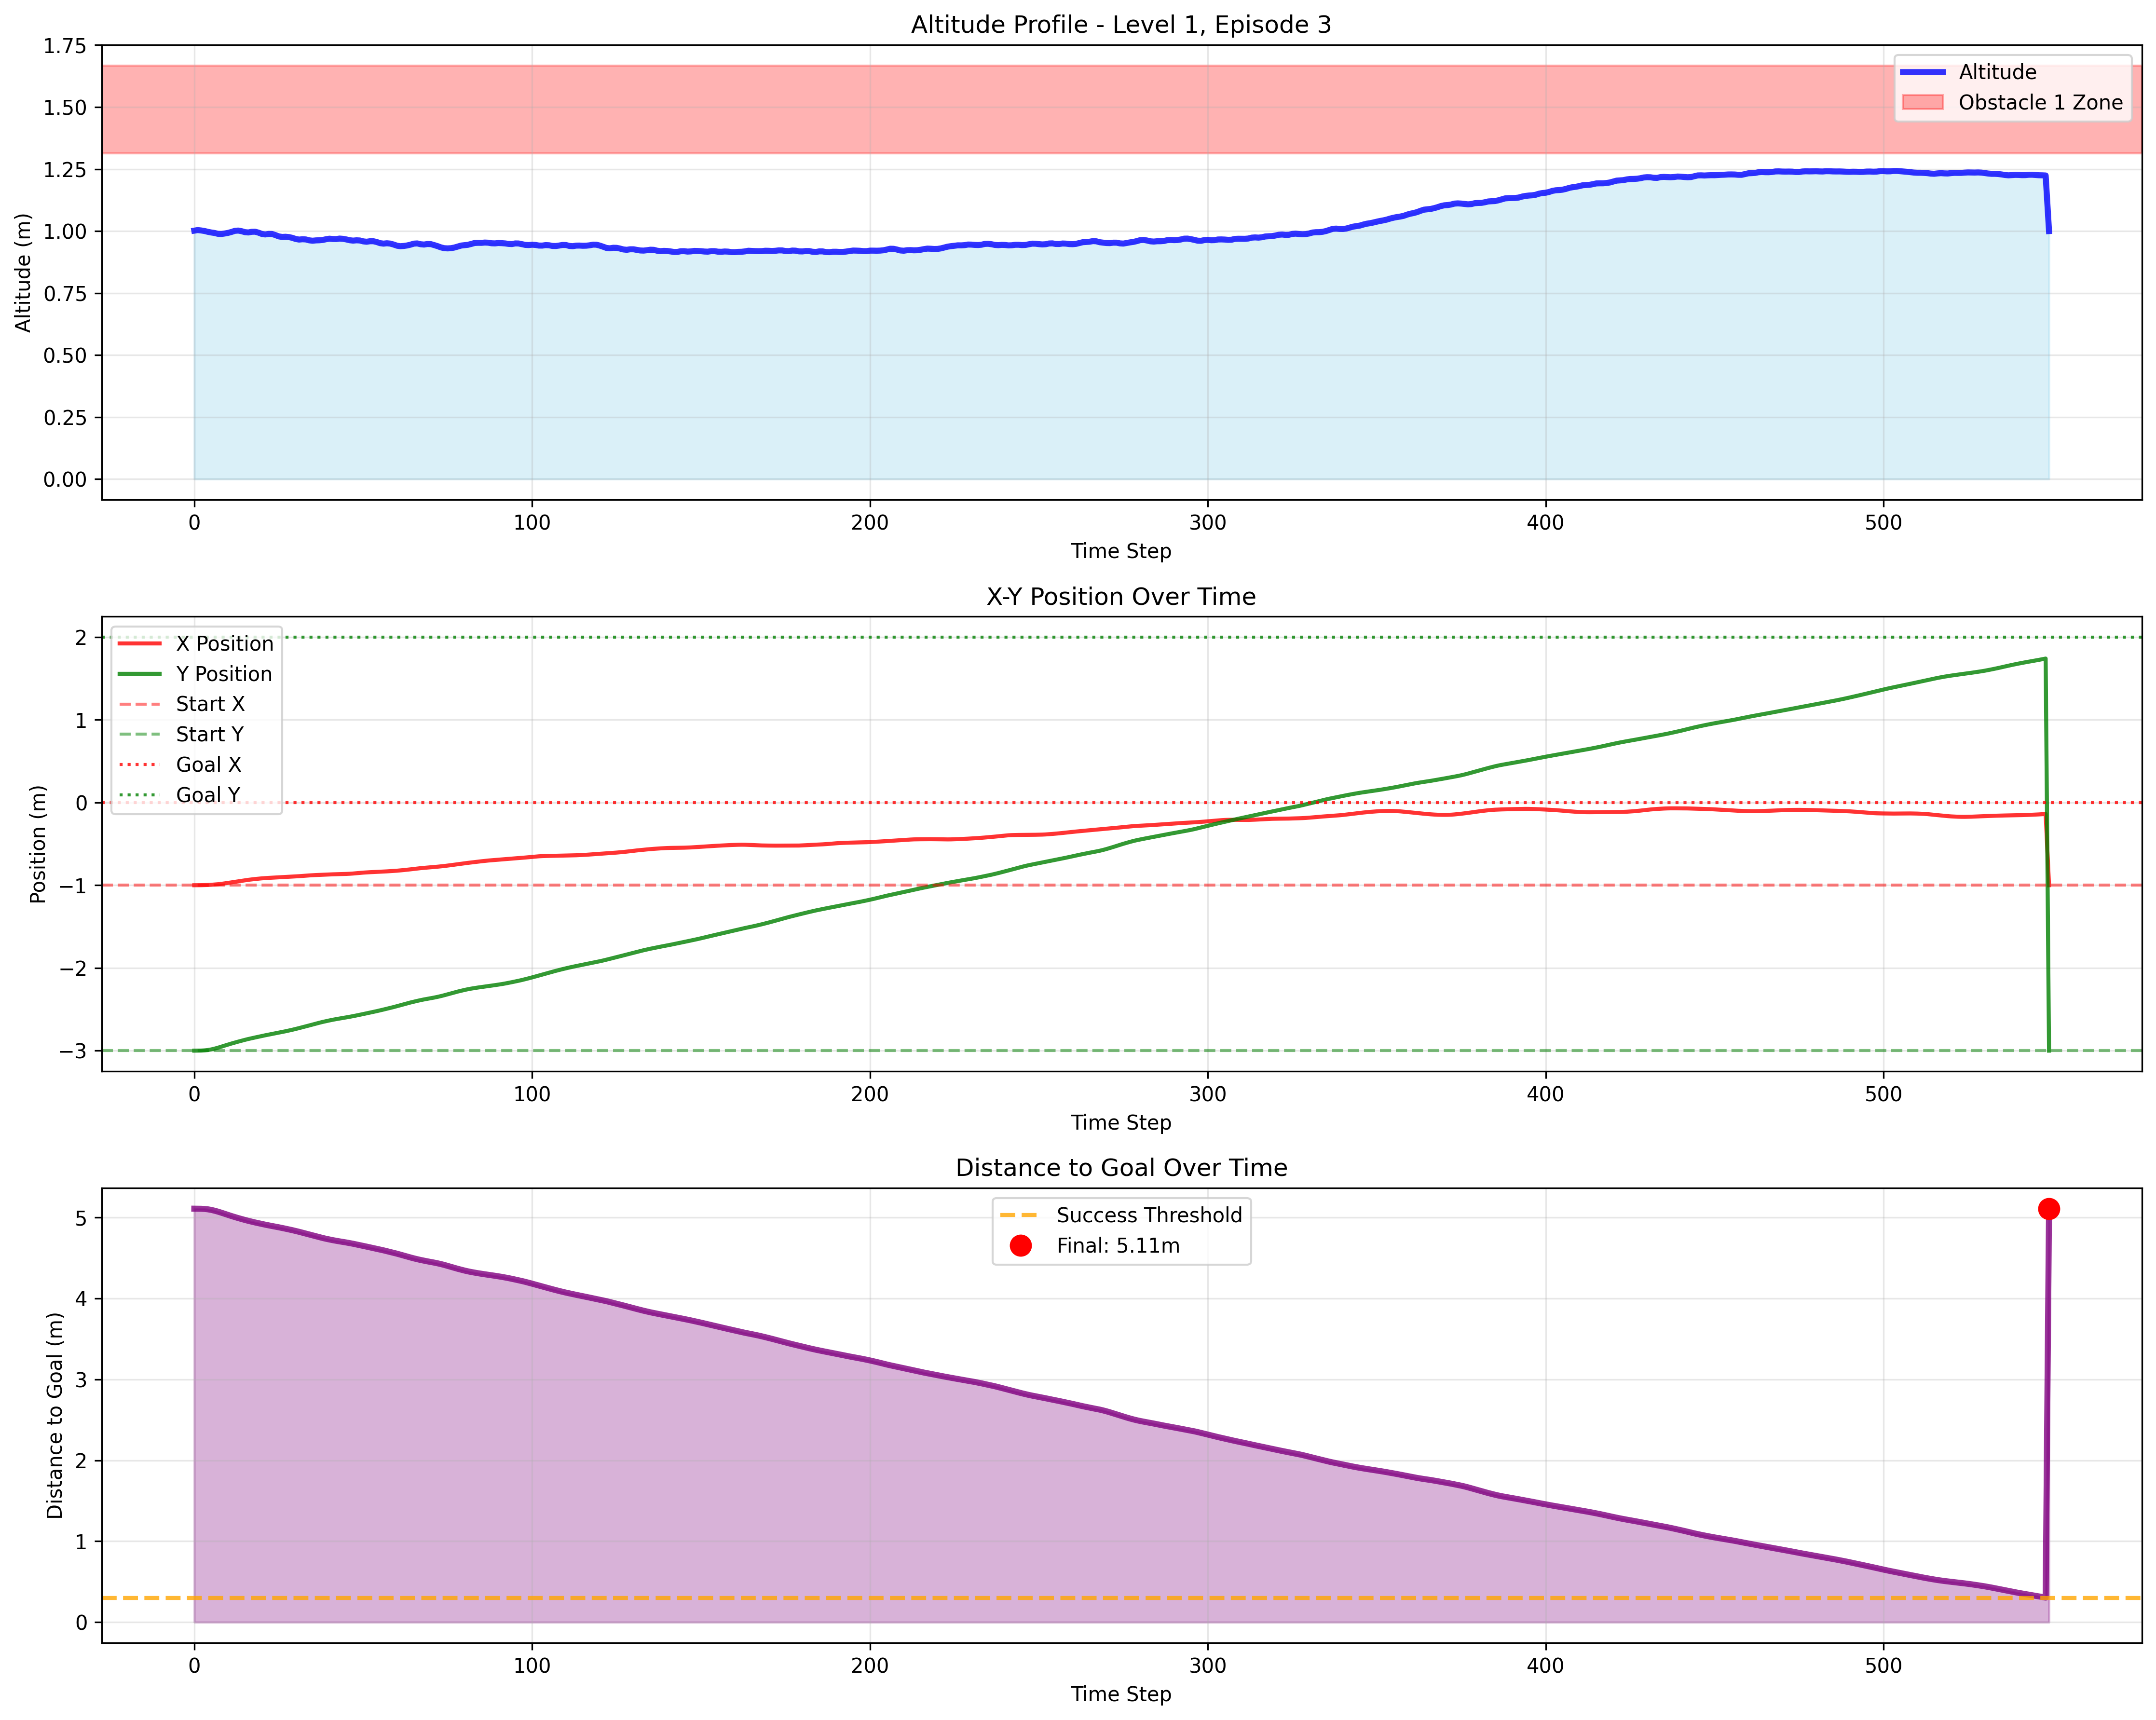 Altitude Profile - Level 1, Episode 3
Altitude (m)
1.75
1.50
1.25
1.00
0.75
0.50
0.25
0.00
Altitude
Obstacle 1 Zone
0 100 200 300 400 500
Time Step
X-Y Position Over Time
Position (m)
2
1
0
−1
−2
−3
X Position
Y Position
Start X
Start Y
Goal X
Goal Y
0 100 200 300 400 500
Time Step
Distance to Goal Over Time
Distance to Goal (m)
5
4
3
2
1
0
Success Threshold
Final: 5.11m
0 100 200 300 400 500
Time Step